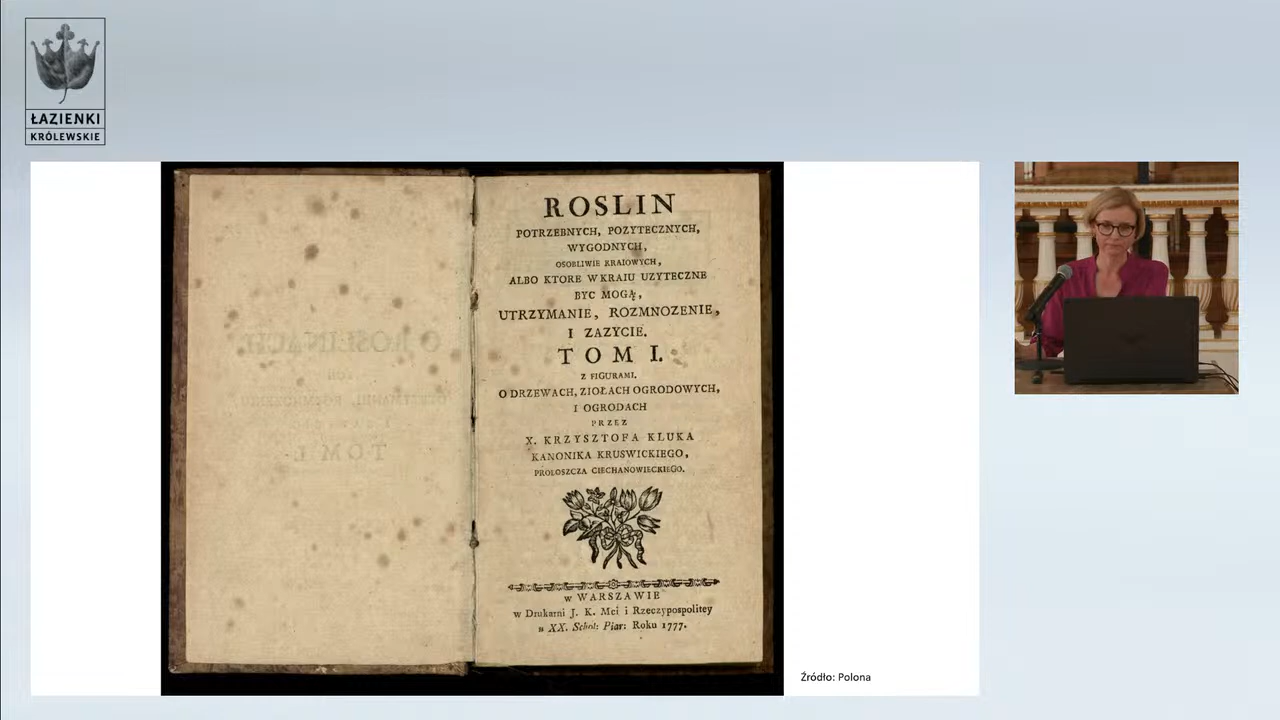 ŁAZIENKI
KRÓLEWSKIE
ROSLIN
POTRZEBNYCH, POZYTECZNYCH,
WYGODNYCH,
OSOBLIWIE KRAIOWYCH,
ALBO KTORE W KRAIU UZYTECZNE
BYC MOGĄ,
UTRZYMANIE, ROZMNOZENIE,
I ZAZYCIE.
TOM I.
Z FIGURAMI.
O DRZEWACH, ZIOŁACH OGRODOWYCH,
I OGRODACH
PRZEZ
X. KRZYSZTOFA KLUKA
KANONIKA KRUSWICKIEGO,
PROBOSZCZA CIECHANOWIECKIEGO.
w WARSZAWIE
w Drukarni J. K. Mci i Rzeczypospolitey
u XX. Schol: Piar: Roku 1777.
O ROSLINACH
TOM I.
Źródło: Polona